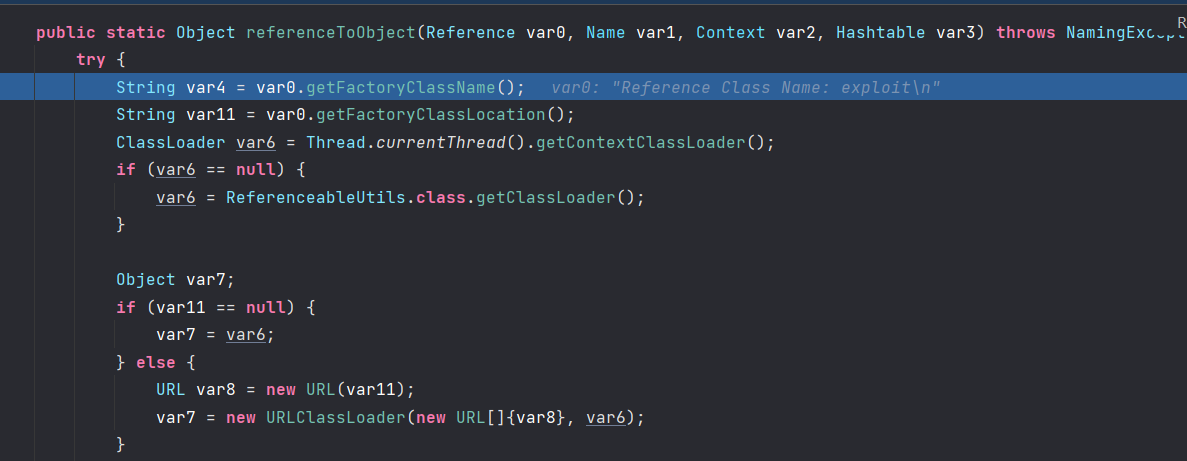 R
public static Object referenceToObject(Reference var0, Name var1, Context var2, Hashtable var3) throws NamingExcept
try {
String var4 = var0.getFactoryClassName();   var0: "Reference Class Name: exploit\n"
String var11 = var0.getFactoryClassLocation();
ClassLoader var6 = Thread.currentThread().getContextClassLoader();
if (var6 == null) {
var6 = ReferenceableUtils.class.getClassLoader();
}
Object var7;
if (var11 == null) {
var7 = var6;
} else {
URL var8 = new URL(var11);
var7 = new URLClassLoader(new URL[]{var8}, var6);
}